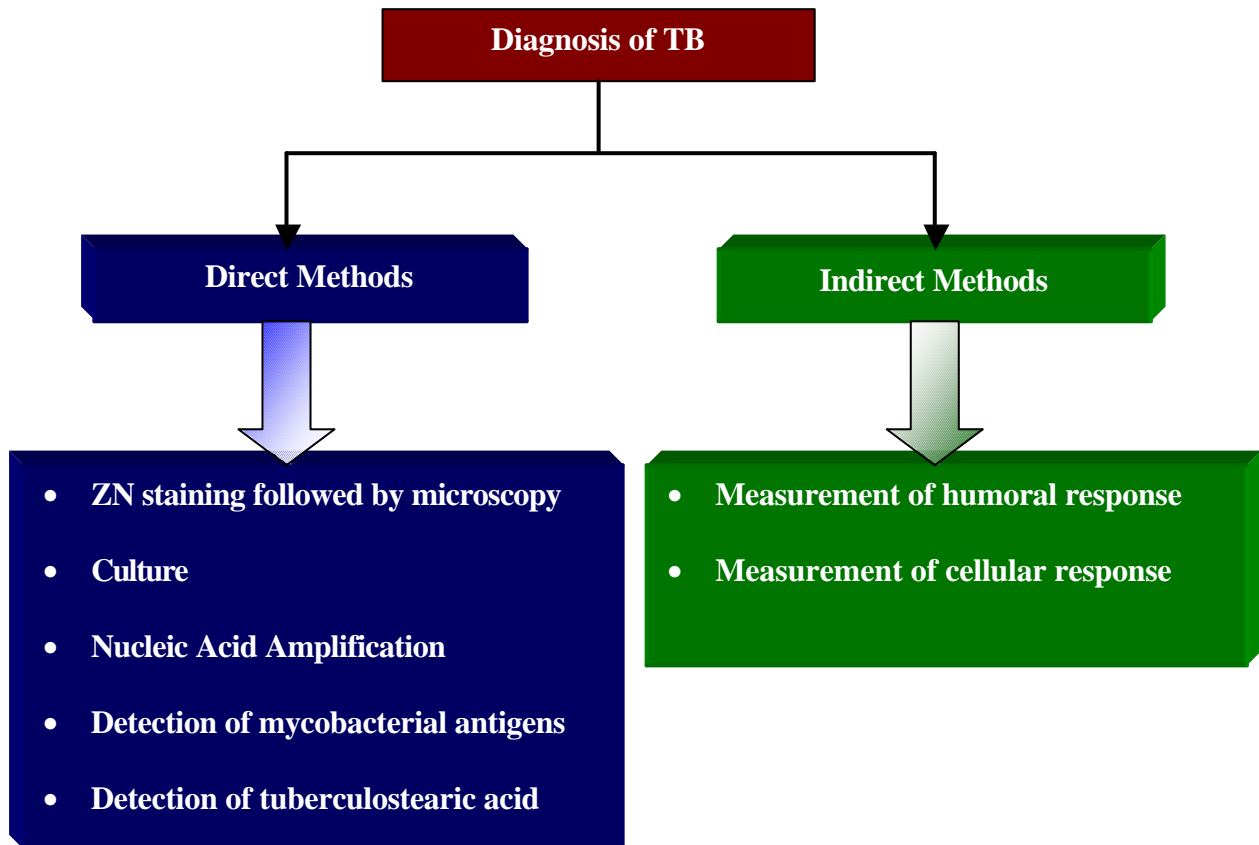 Diagnosis of TB
Direct Methods
• ZN staining followed by microscopy
• Culture
• Nucleic Acid Amplification
• Detection of mycobacterial antigens
• Detection of tuberculostearic acid
Indirect Methods
• Measurement of humoral response
• Measurement of cellular response